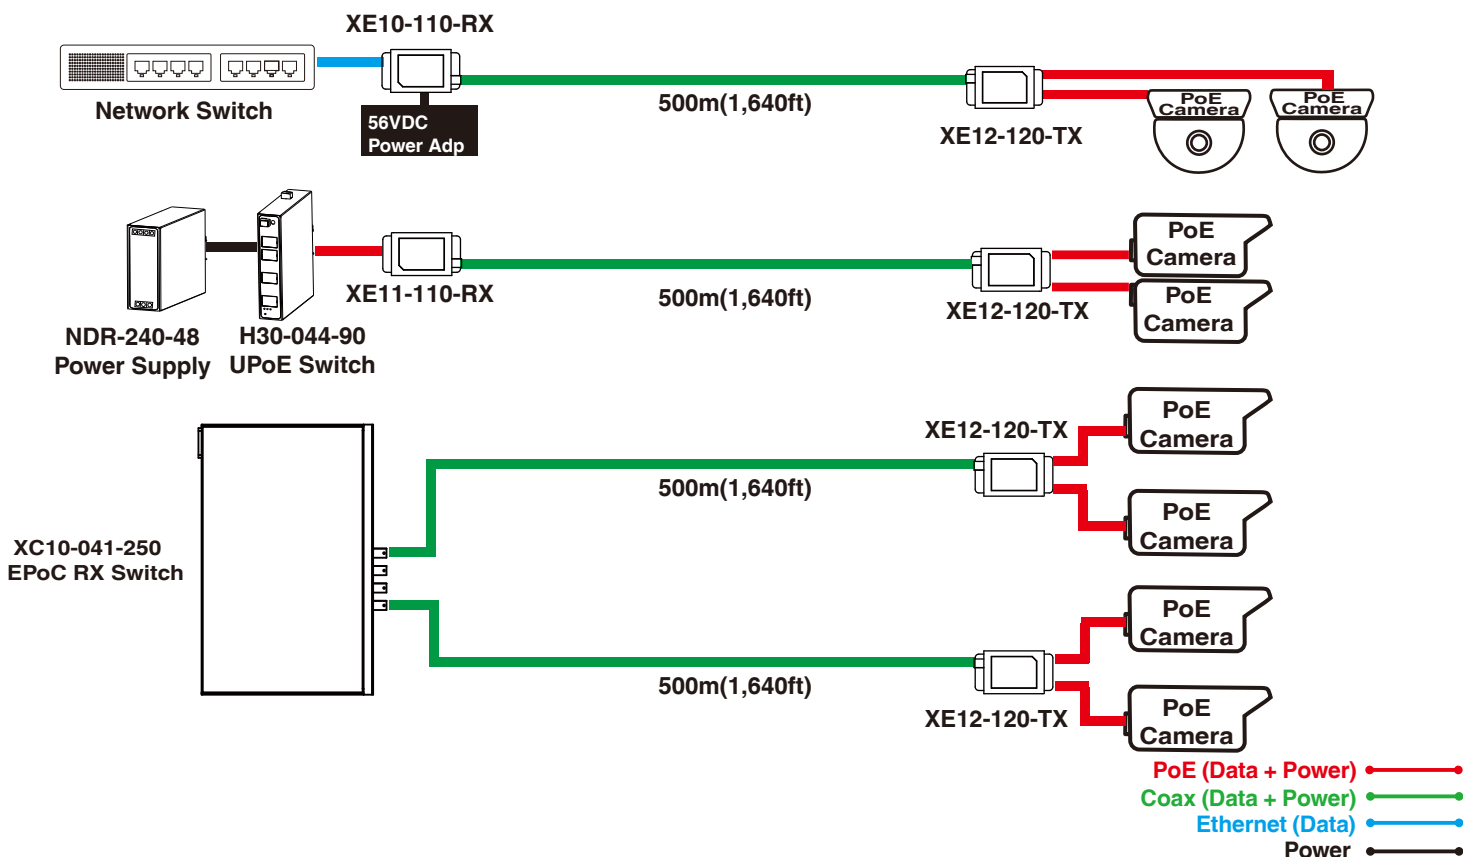 XE10-110-RX
Network Switch
56VDC
Power Adp
500m(1,640ft)
XE12-120-TX
PoE
Camera
PoE
Camera
NDR-240-48
Power Supply
H30-044-90
UPoE Switch
XE11-110-RX
500m(1,640ft)
XE12-120-TX
PoE
Camera
PoE
Camera
XC10-041-250
EPoC RX Switch
500m(1,640ft)
XE12-120-TX
PoE
Camera
PoE
Camera
500m(1,640ft)
XE12-120-TX
PoE
Camera
PoE
Camera
PoE (Data + Power)
Coax (Data + Power)
Ethernet (Data)
Power